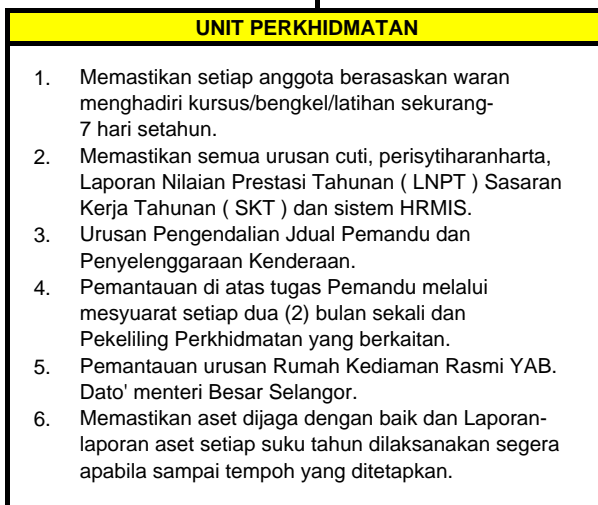 UNIT PERKHIDMATAN
1. Memastikan setiap anggota berasaskan waran
menghadiri kursus/bengkel/latihan sekurang-
7 hari setahun.
2. Memastikan semua urusan cuti, perisytiharanharta,
Laporan Nilaian Prestasi Tahunan ( LNPT ) Sasaran
Kerja Tahunan ( SKT ) dan sistem HRMIS.
3. Urusan Pengendalian Jdual Pemandu dan
Penyelenggaraan Kenderaan.
4. Pemantauan di atas tugas Pemandu melalui
mesyuarat setiap dua (2) bulan sekali dan
Pekeliling Perkhidmatan yang berkaitan.
5. Pemantauan urusan Rumah Kediaman Rasmi YAB.
Dato' menteri Besar Selangor.
6. Memastikan aset dijaga dengan baik dan Laporan-
laporan aset setiap suku tahun dilaksanakan segera
apabila sampai tempoh yang ditetapkan.